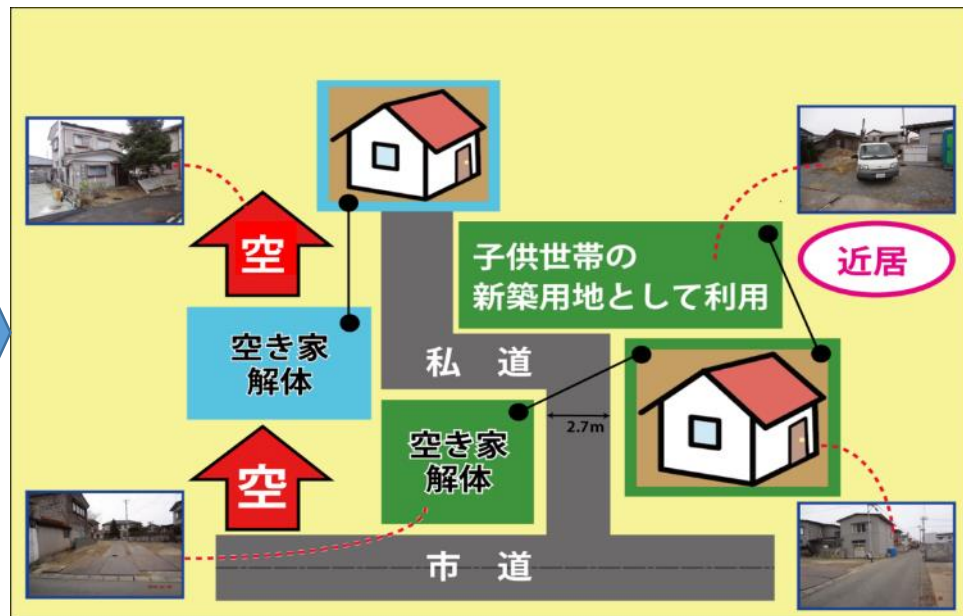 空
子供世帯の
新築用地として利用
近居
空き家
解体
私 道
2.7m
空き家
解体
空
市 道